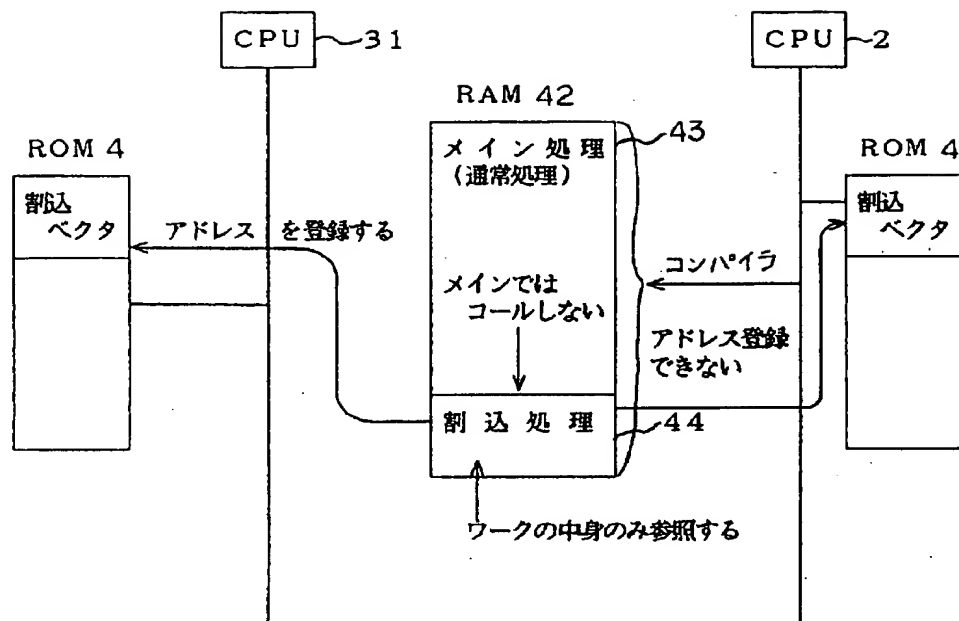 CPU 31
CPU 2
RAM 42
ROM 4
ROM 4
メイン処理
(通常処理)
43
割込
ベクタ
割込
ベクタ
アドレスを登録する
コンパイラ
メインでは
コールしない
アドレス登録
できない
割込処理
44
ワークの中身のみ参照する